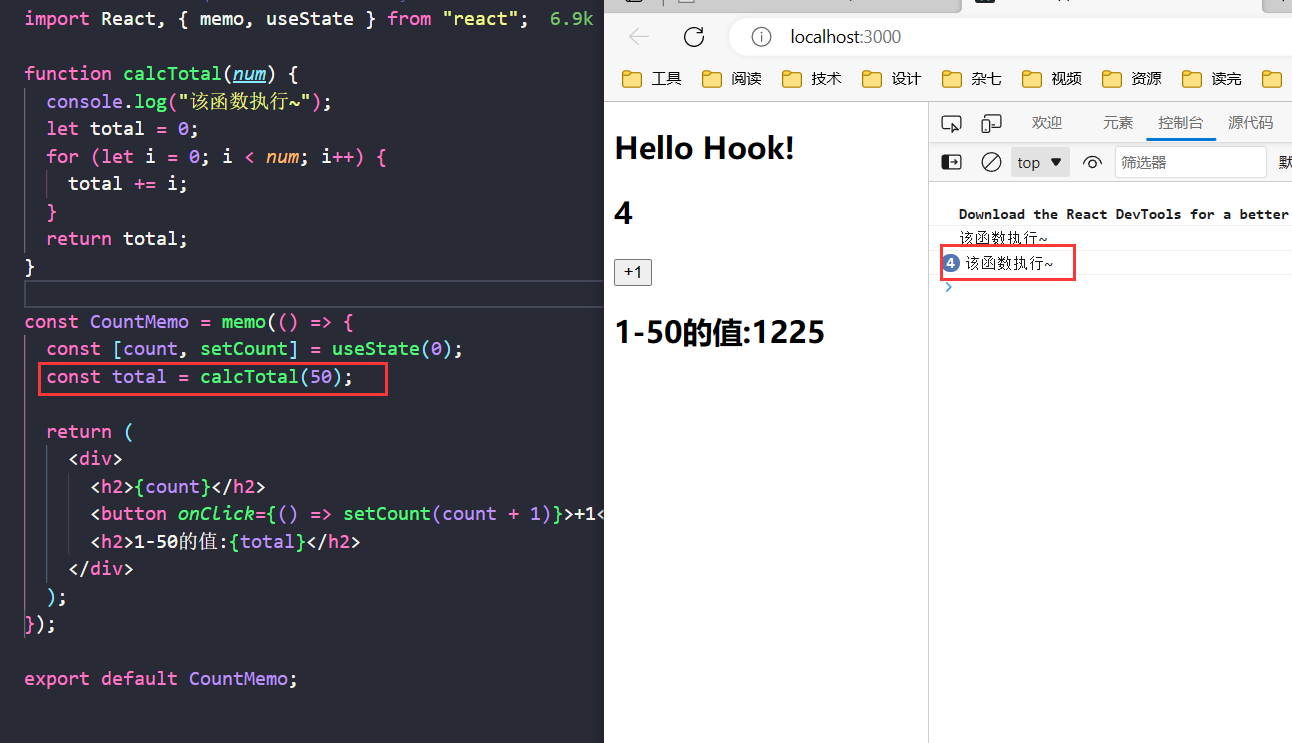 import React, { memo, useState } from "react";  6.9k
function calcTotal(num) {
console.log("该函数执行~");
let total = 0;
for (let i = 0; i < num; i++) {
total += i;
}
return total;
}
const CountMemo = memo(() => {
const [count, setCount] = useState(0);
const total = calcTotal(50);
return (
<div>
<h2>{count}</h2>
<button onClick={() => setCount(count + 1)}>+1<
<h2>1-50的值:{total}</h2>
</div>
);
});
export default CountMemo;
localhost:3000
工具 阅读 技术 设计 杂七 视频 资源 读完
Hello Hook!
4
+1
1-50的值:1225
欢迎 元素 控制台 源代码
top 筛选器 默
Download the React DevTools for a better
该函数执行~
4 该函数执行~